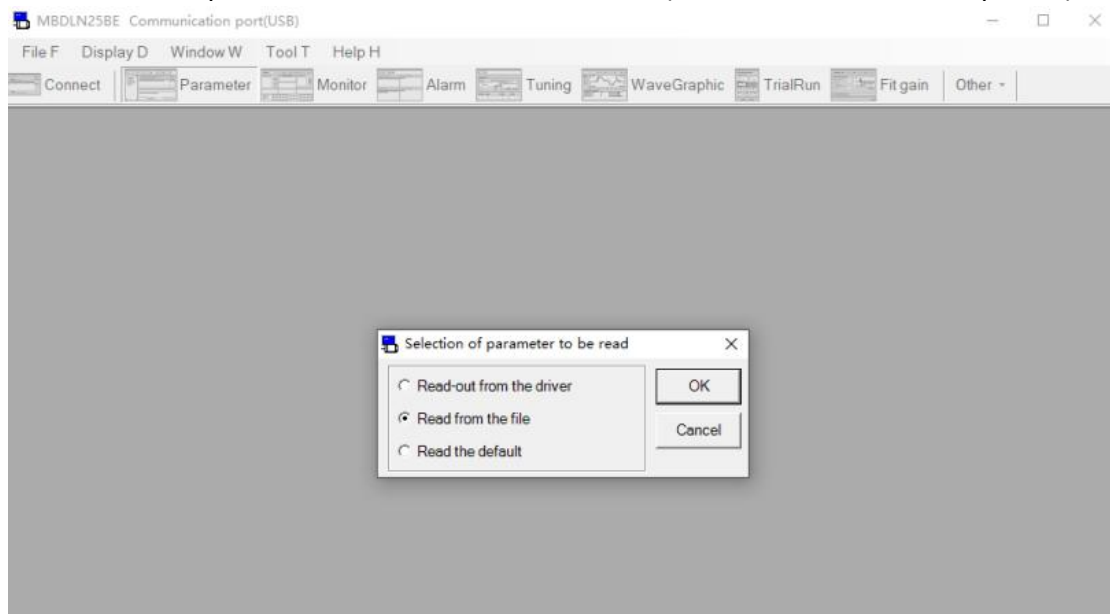 MBDLN25BE Communication port(USB)
File F Display D Window W Tool T Help H
Connect Parameter Monitor Alarm Tuning WaveGraphic TrialRun Fit gain Other
Selection of parameter to be read
Read-out from the driver
OK
Read from the file
Cancel
Read the default